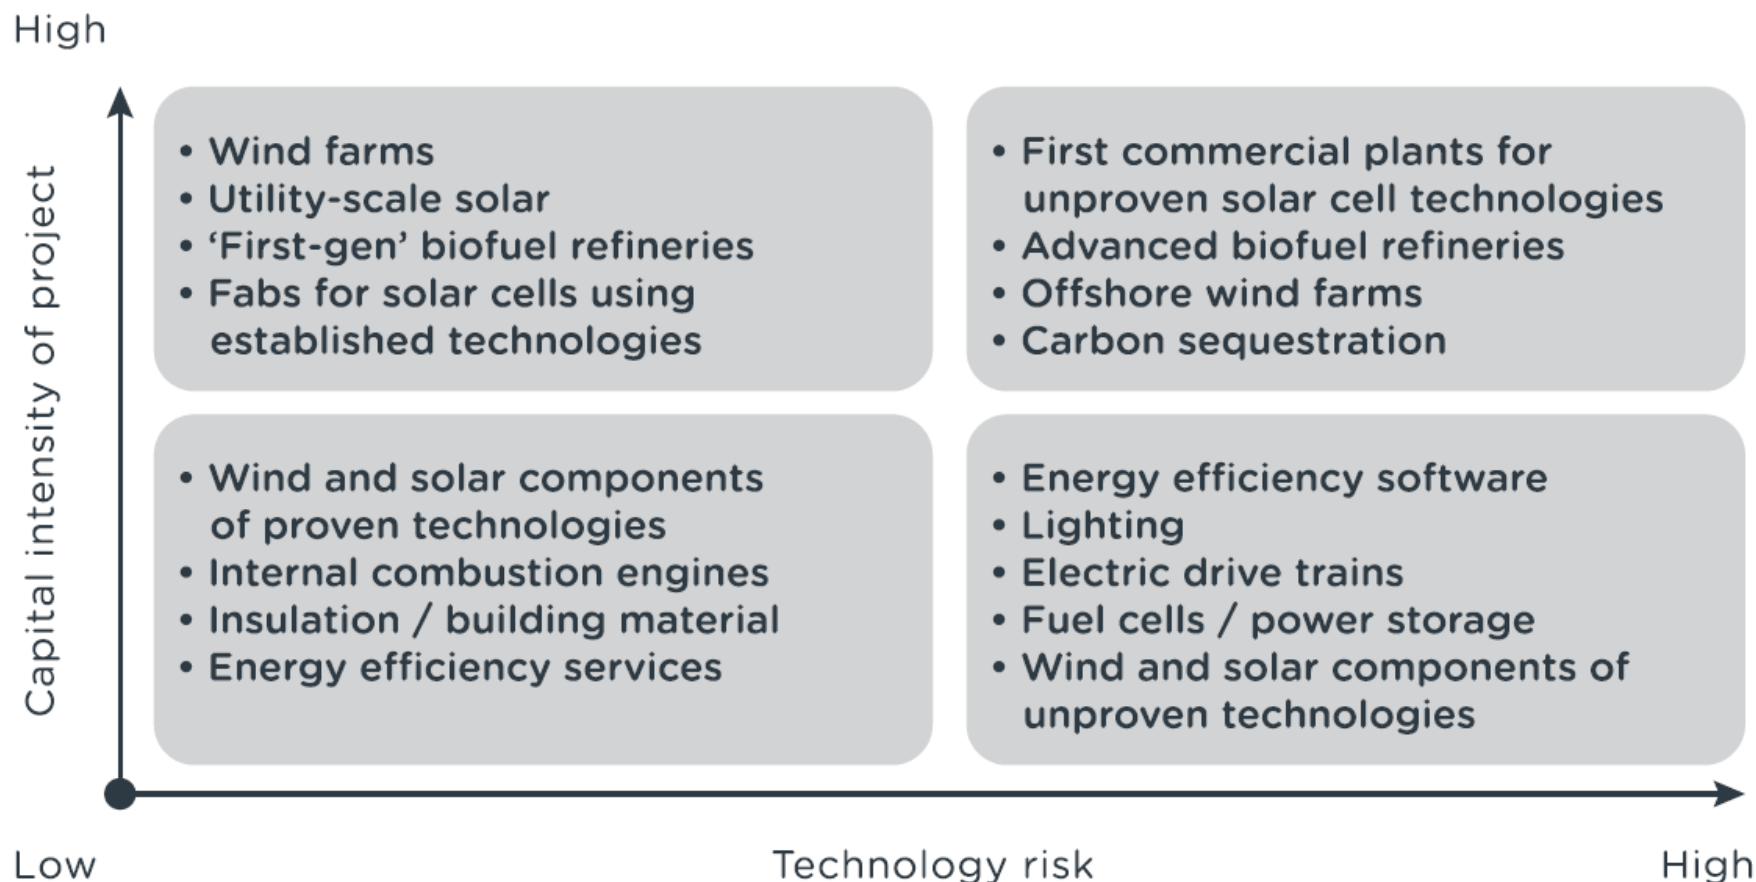 High
Capital intensity of project
• Wind farms
• Utility-scale solar
• ‘First-gen’ biofuel refineries
• Fabs for solar cells using
established technologies
• First commercial plants for
unproven solar cell technologies
• Advanced biofuel refineries
• Offshore wind farms
• Carbon sequestration
• Wind and solar components
of proven technologies
• Internal combustion engines
• Insulation / building material
• Energy efficiency services
• Energy efficiency software
• Lighting
• Electric drive trains
• Fuel cells / power storage
• Wind and solar components of
unproven technologies
Low
Technology risk
High